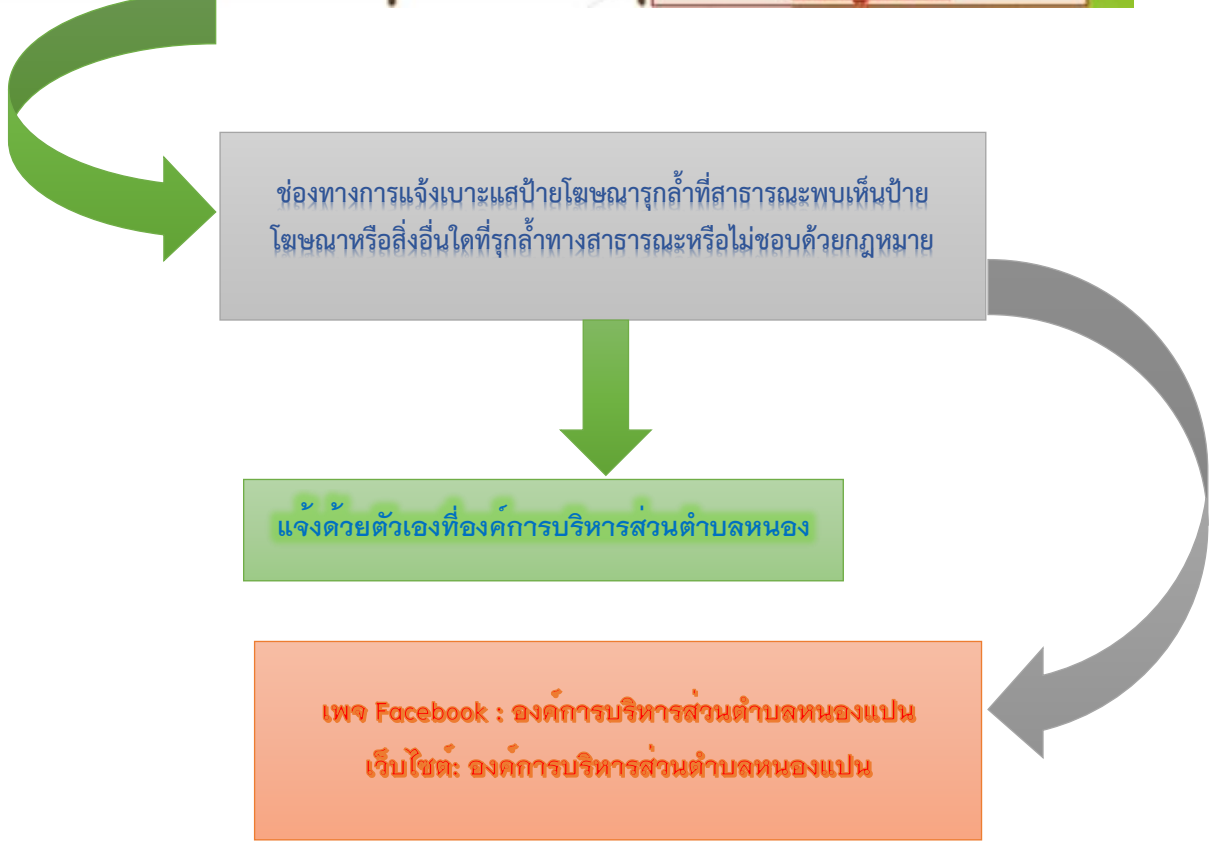 ช่องทางการแจ้งเบาะแสป้ายโฆษณารุกล้ำที่สาธารณะพบเห็นป้าย
โฆษณาหรือสิ่งอื่นใดที่รุกล้ำทางสาธารณะหรือไม่ชอบด้วยกฎหมาย
แจ้งด้วยตัวเองที่องค์การบริหารส่วนตำบลหนอง
เพจ Facebook : องค์การบริหารส่วนตำบลหนองแปน
เว็บไซต์: องค์การบริหารส่วนตำบลหนองแปน